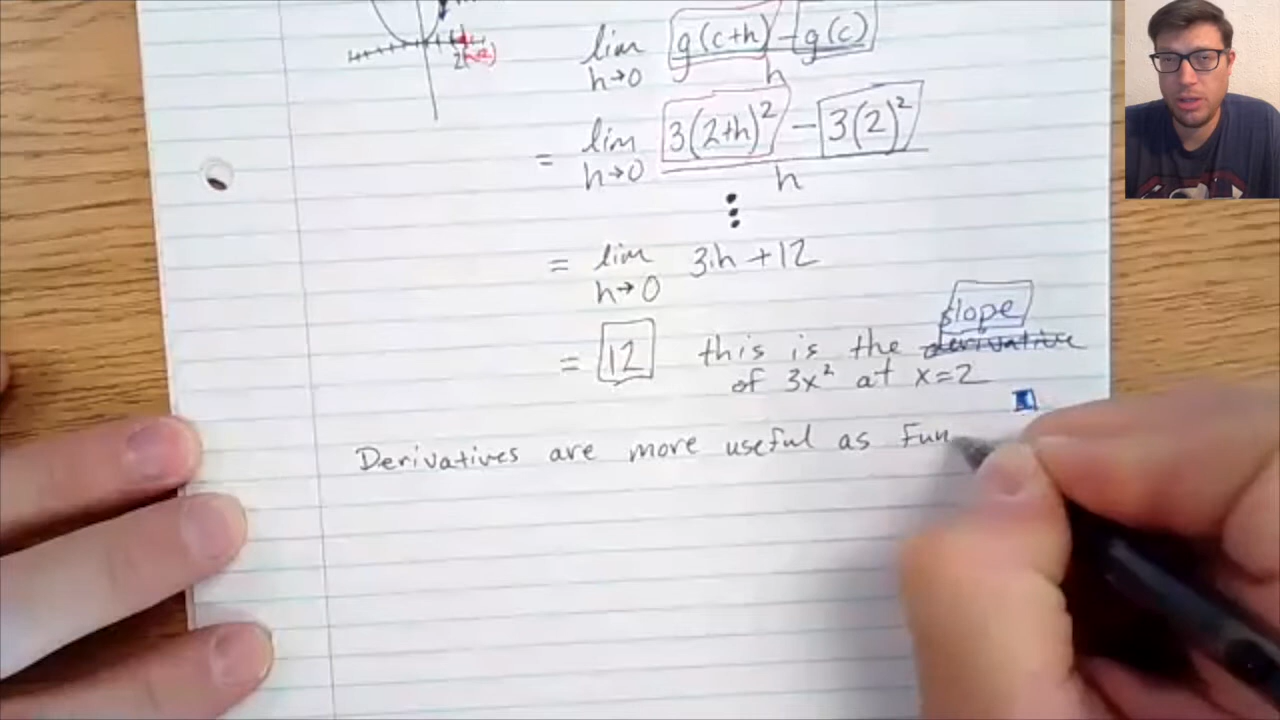 2
lim g(c+h) - g(c)
h→0 h
= lim 3(2+h)² - 3(2)²
h→0 h
⋮
= lim 3h + 12
h→0
slope
= 12 this is the derivative
of 3x² at x=2
Derivatives are more useful as Fun